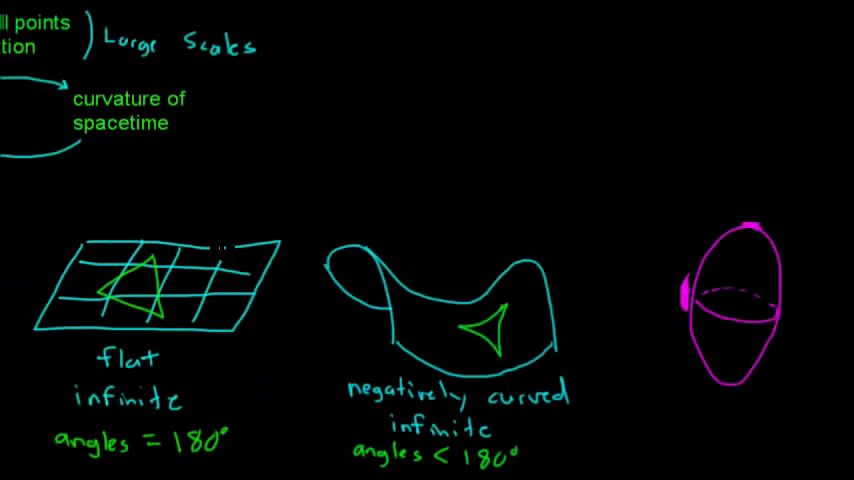 ll points
tion
Large Scales
curvature of
spacetime
flat
infinite
angles = 180°
negatively curved
infinite
angles < 180°